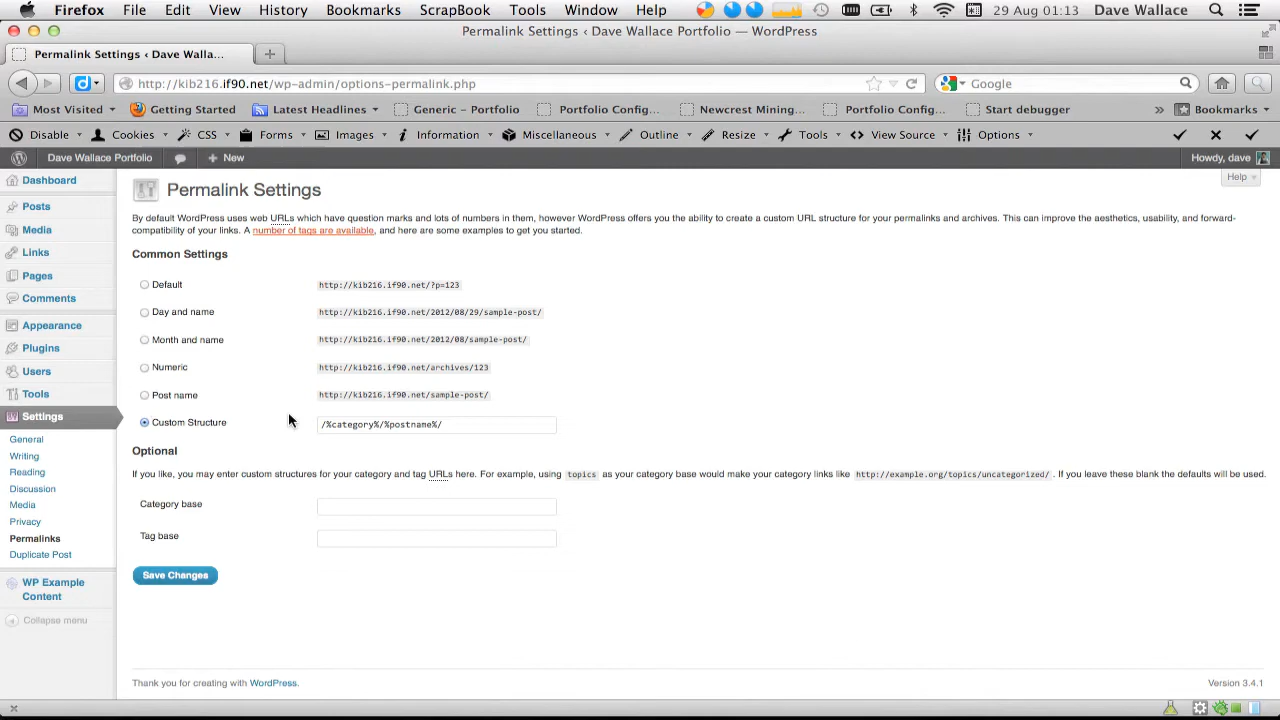 Firefox File Edit View History Bookmarks ScrapBook Tools Window Help 29 Aug 01:13 Dave Wallace
Permalink Settings ‹ Dave Wallace Portfolio — WordPress
Permalink Settings ‹ Dave Walla...
http://kib216.if90.net/wp-admin/options-permalink.php Google
Most Visited Getting Started Latest Headlines Generic – Portfolio Portfolio Config... Newcrest Mining... Portfolio Config... Start debugger » Bookmarks
Disable Cookies CSS Forms Images Information Miscellaneous Outline Resize Tools View Source Options
Dave Wallace Portfolio + New Howdy, dave
Help
Dashboard
Posts
Media
Links
Pages
Comments
Appearance
Plugins
Users
Tools
Settings
General
Writing
Reading
Discussion
Media
Privacy
Permalinks
Duplicate Post
WP Example
Content
Collapse menu
Permalink Settings
By default WordPress uses web URLs which have question marks and lots of numbers in them, however WordPress offers you the ability to create a custom URL structure for your permalinks and archives. This can improve the aesthetics, usability, and forward-
compatibility of your links. A number of tags are available, and here are some examples to get you started.
Common Settings
Default http://kib216.if90.net/?p=123
Day and name http://kib216.if90.net/2012/08/29/sample-post/
Month and name http://kib216.if90.net/2012/08/sample-post/
Numeric http://kib216.if90.net/archives/123
Post name http://kib216.if90.net/sample-post/
Custom Structure /%category%/%postname%/
Optional
If you like, you may enter custom structures for your category and tag URLs here. For example, using topics as your category base would make your category links like http://example.org/topics/uncategorized/ . If you leave these blank the defaults will be used.
Category base
Tag base
Save Changes
Thank you for creating with WordPress. Version 3.4.1